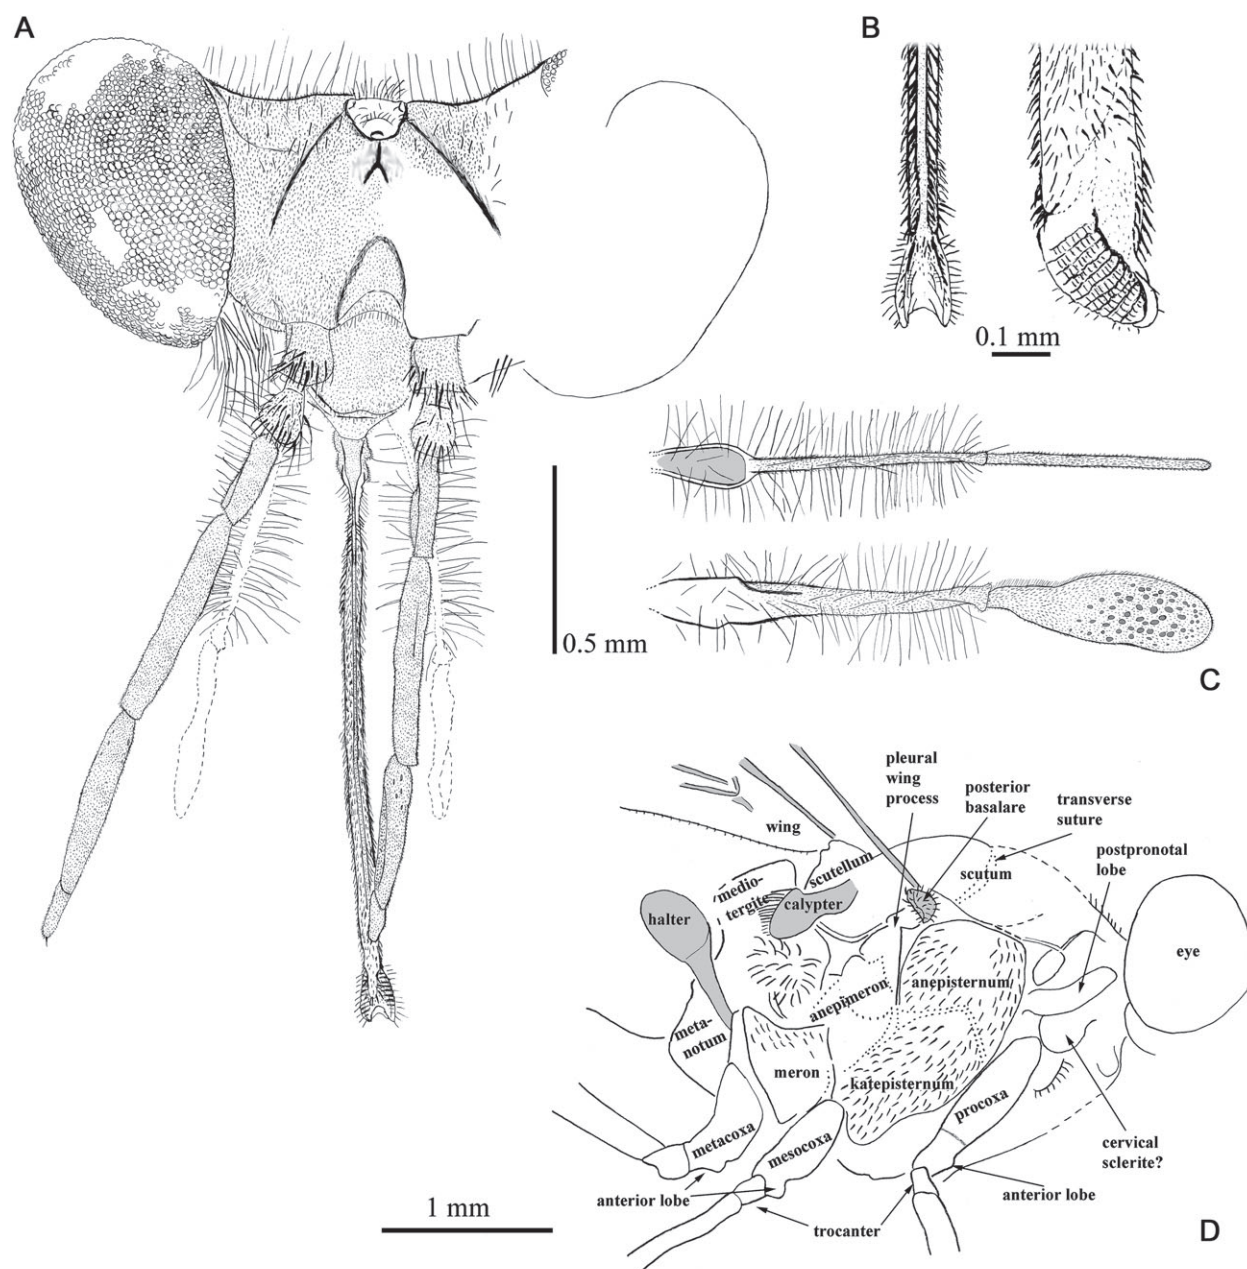 A
B
0.1 mm
0.5 mm
C
pleural
wing
process
posterior
basalare
transverse
suture
postpronotal
lobe
wing
scutellum
scutum
medio-
tergite
calypter
halter
eye
anepimeron
anepisternum
meta-
notum
meron
katepisternum
procoxa
metacoxa
mesocoxa
cervical
sclerite?
anterior lobe
anterior lobe
trocanter
1 mm
D